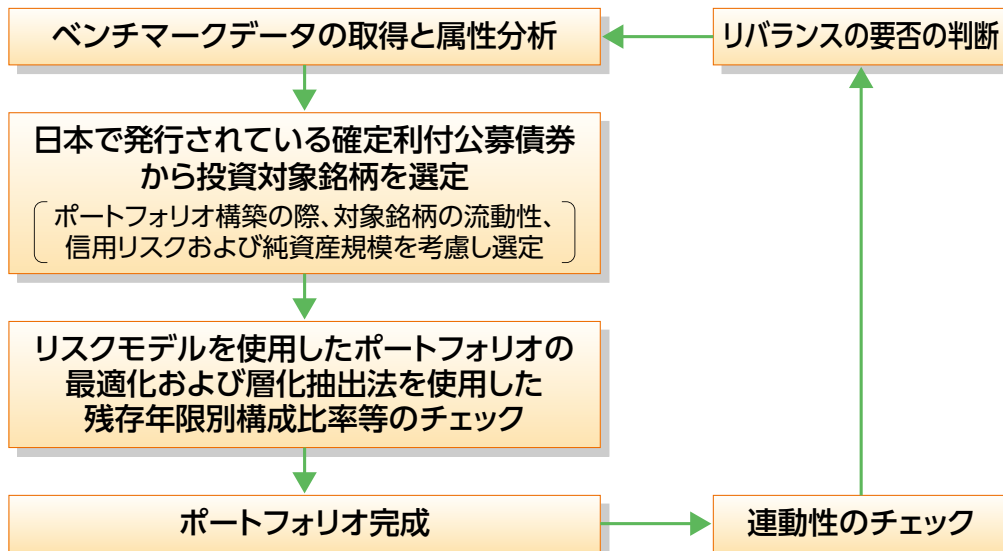 ベンチマークデータの取得と属性分析
リバランスの要否の判断
日本で発行されている確定利付公募債券
から投資対象銘柄を選定
ポートフォリオ構築の際、対象銘柄の流動性、
信用リスクおよび純資産規模を考慮し選定
リスクモデルを使用したポートフォリオの
最適化および層化抽出法を使用した
残存年限別構成比率等のチェック
ポートフォリオ完成
連動性のチェック